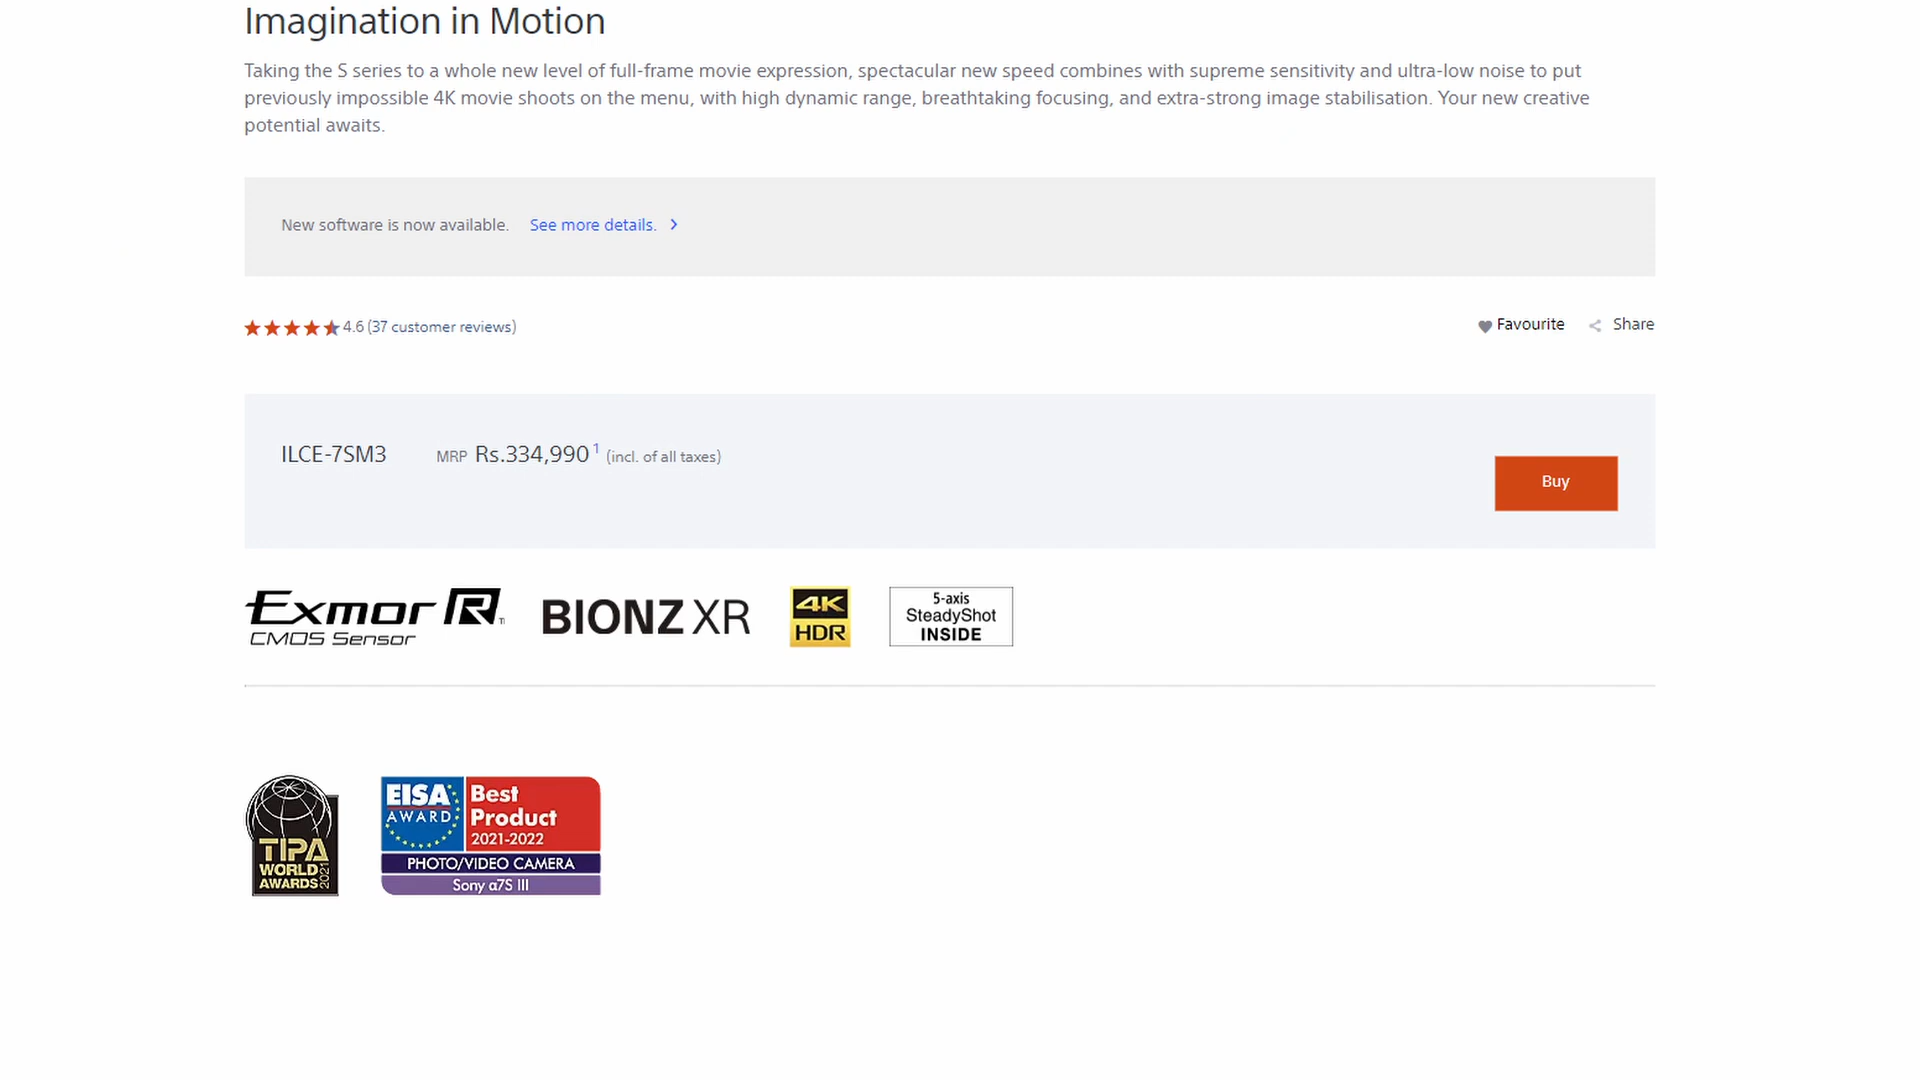 Imagination in Motion
Taking the S series to a whole new level of full-frame movie expression, spectacular new speed combines with supreme sensitivity and ultra-low noise to put
previously impossible 4K movie shoots on the menu, with high dynamic range, breathtaking focusing, and extra-strong image stabilisation. Your new creative
potential awaits.
New software is now available. See more details.
4.6 (37 customer reviews)
Favourite Share
ILCE-7SM3 MRP Rs.334,990 1 (incl. of all taxes)
Buy
Exmor R TM
CMOS Sensor
BIONZ XR
4K
HDR
5-axis
SteadyShot
INSIDE
TIPA
WORLD
AWARDS 2021
EISA
AWARD
Best
Product
2021-2022
PHOTO/VIDEO CAMERA
Sony α7S III